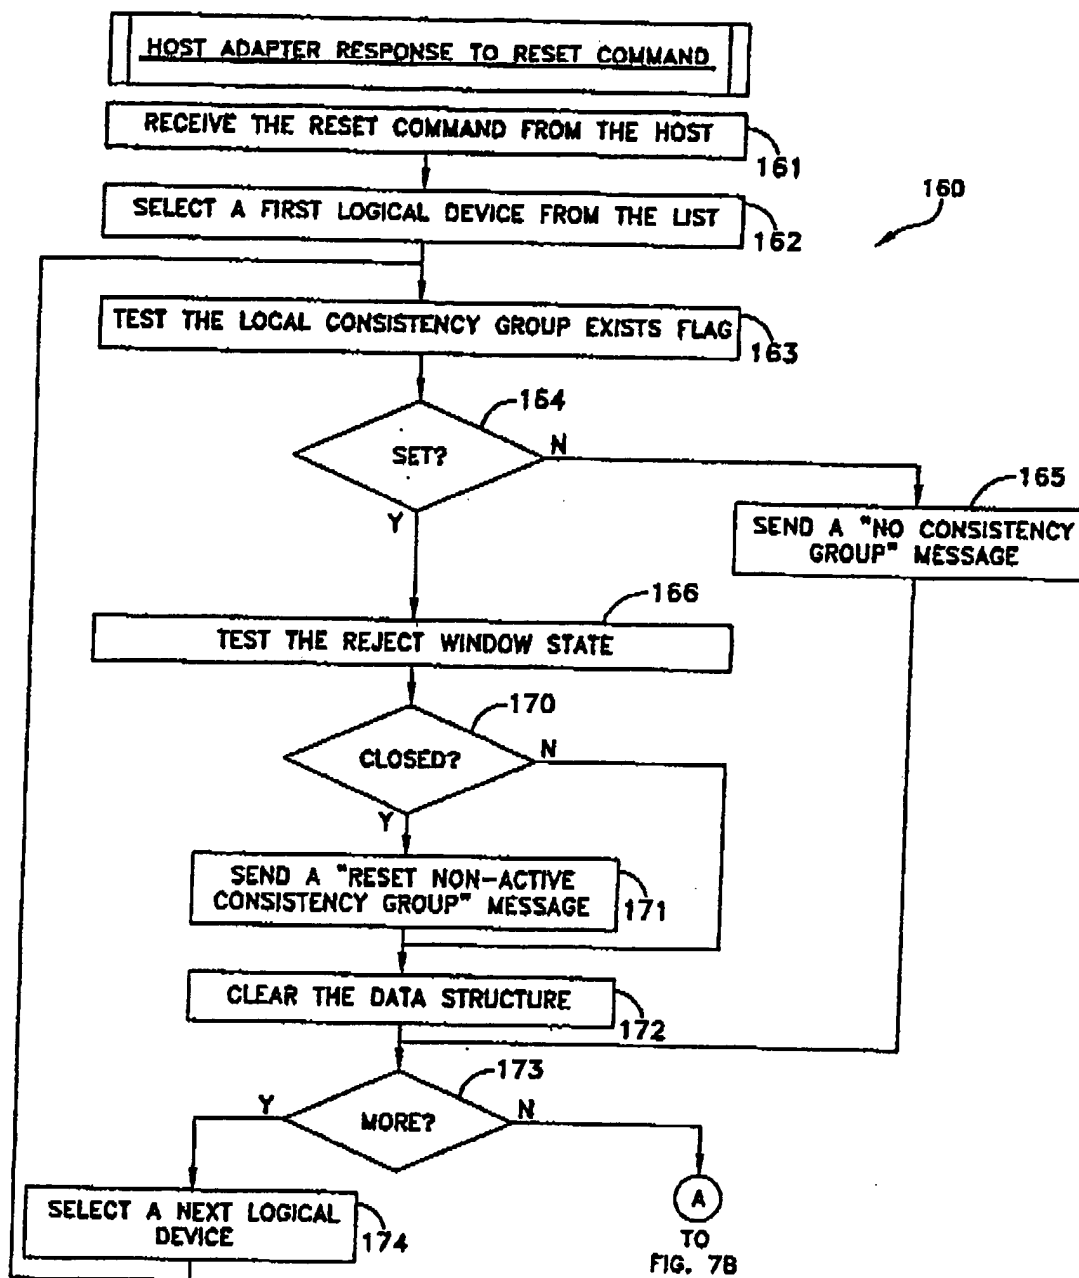 HOST ADAPTER RESPONSE TO RESET COMMAND
RECEIVE THE RESET COMMAND FROM THE HOST
161
160
SELECT A FIRST LOGICAL DEVICE FROM THE LIST
162
TEST THE LOCAL CONSISTENCY GROUP EXISTS FLAG
163
164
SET?
N
Y
165
SEND A "NO CONSISTENCY
GROUP" MESSAGE
166
TEST THE REJECT WINDOW STATE
170
CLOSED?
N
Y
SEND A "RESET NON-ACTIVE
CONSISTENCY GROUP" MESSAGE
171
CLEAR THE DATA STRUCTURE
172
173
MORE?
Y
N
SELECT A NEXT LOGICAL
DEVICE
174
A
TO
FIG. 7B